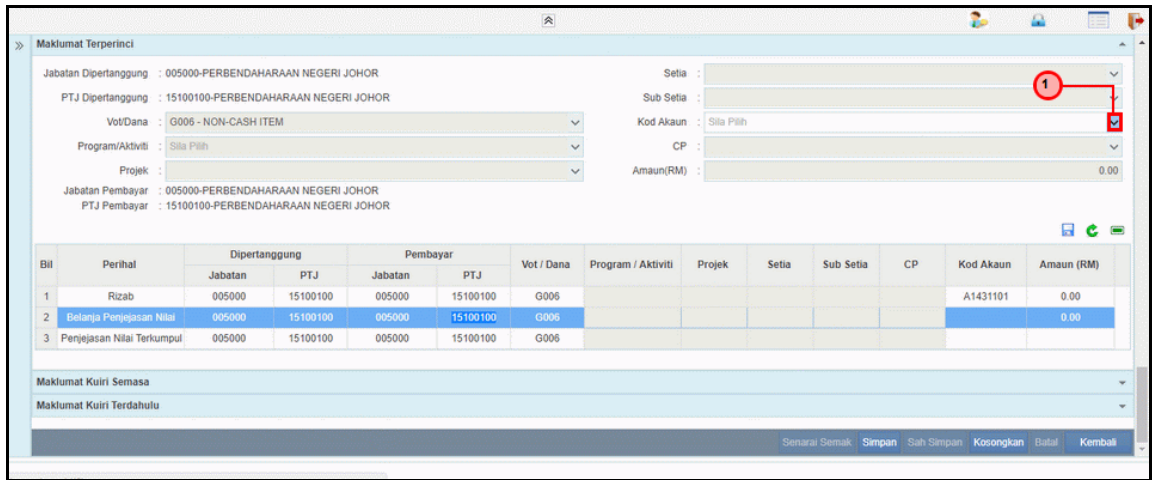 Maklumat Terperinci
Jabatan Dipertanggung : 005000-PERBENDAHARAAN NEGERI JOHOR
Setia :
1
PTJ Dipertanggung : 15100100-PERBENDAHARAAN NEGERI JOHOR
Sub Setia :
Vot/Dana : G006 - NON-CASH ITEM
Kod Akaun : Sila Pilih
Program/Aktiviti : Sila Pilih
CP :
Projek :
Amaun(RM) : 0.00
Jabatan Pembayar : 005000-PERBENDAHARAAN NEGERI JOHOR
PTJ Pembayar : 15100100-PERBENDAHARAAN NEGERI JOHOR
Bil Perihal Dipertanggung Pembayar Vot / Dana Program / Aktiviti Projek Setia Sub Setia CP Kod Akaun Amaun (RM)
Jabatan PTJ Jabatan PTJ
1 Rizab 005000 15100100 005000 15100100 G006 A1431101 0.00
2 Belanja Penjejasan Nilai 005000 15100100 005000 15100100 G006 0.00
3 Penjejasan Nilai Terkumpul 005000 15100100 005000 15100100 G006
Maklumat Kuiri Semasa
Maklumat Kuiri Terdahulu
Senarai Semak Simpan Sah Simpan Kosongkan Batal Kembali